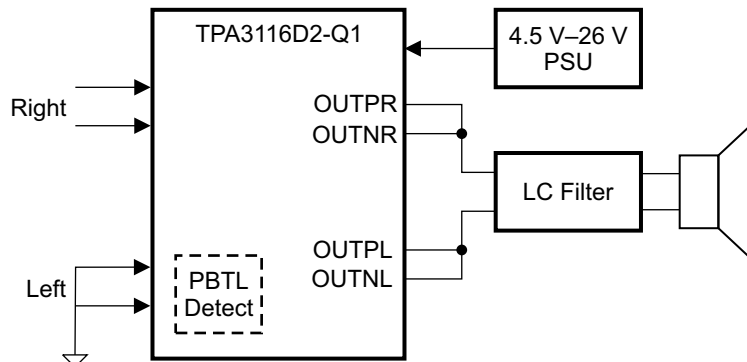 TPA3116D2-Q1
4.5 V–26 V
PSU
Right
OUTPR
OUTNR
LC Filter
OUTPL
OUTNL
Left
PBTL
Detect